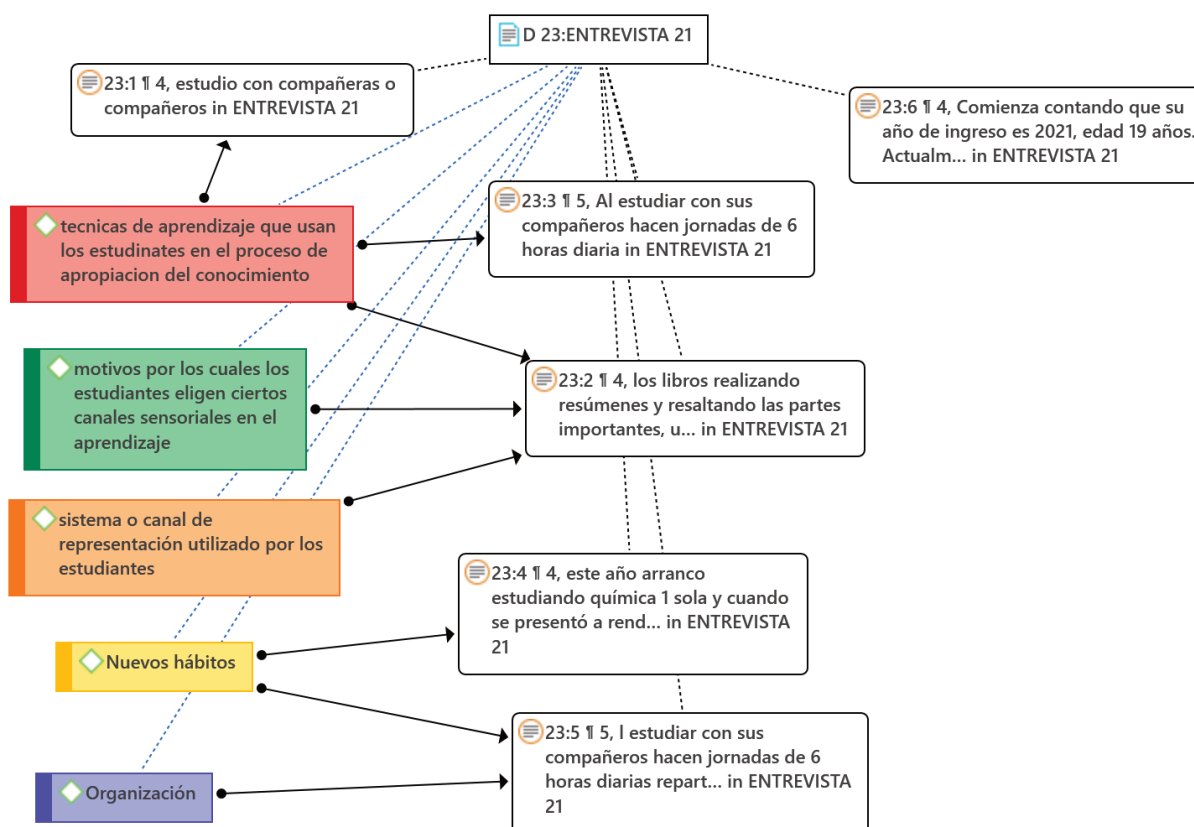 D 23:ENTREVISTA 21
23:1 ¶ 4, estudio con compañeras o
compañeros in ENTREVISTA 21
23:6 ¶ 4, Comienza contando que su
año de ingreso es 2021, edad 19 años.
Actualm... in ENTREVISTA 21
tecnicas de aprendizaje que usan
los estudinates en el proceso de
apropiacion del conocimiento
23:3 ¶ 5, Al estudiar con sus
compañeros hacen jornadas de 6
horas diaria in ENTREVISTA 21
motivos por los cuales los
estudiantes eligen ciertos
canales sensoriales en el
aprendizaje
23:2 ¶ 4, los libros realizando
resúmenes y resaltando las partes
importantes, u... in ENTREVISTA 21
sistema o canal de
representación utilizado por los
estudiantes
23:4 ¶ 4, este año arranco
estudiando química 1 sola y cuando
se presentó a rend... in ENTREVISTA
21
Nuevos hábitos
23:5 ¶ 5, l estudiar con sus
compañeros hacen jornadas de 6
horas diarias repart... in ENTREVISTA
21
Organización